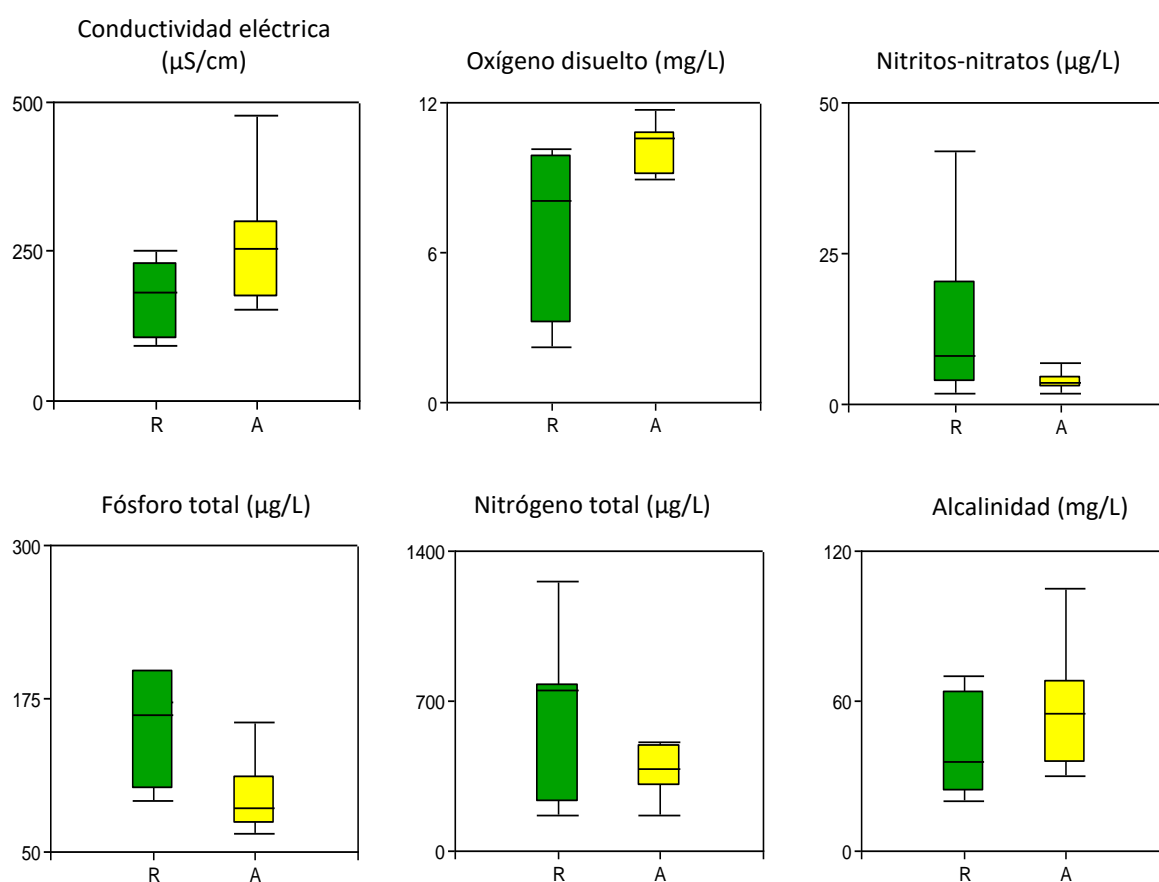 Conductividad eléctrica
(µS/cm)
500
250
0
R A
Oxígeno disuelto (mg/L)
12
6
0
R A
Nitritos-nitratos (µg/L)
50
25
0
R A
Fósforo total (µg/L)
300
175
50
R A
Nitrógeno total (µg/L)
1400
700
0
R A
Alcalinidad (mg/L)
120
60
0
R A